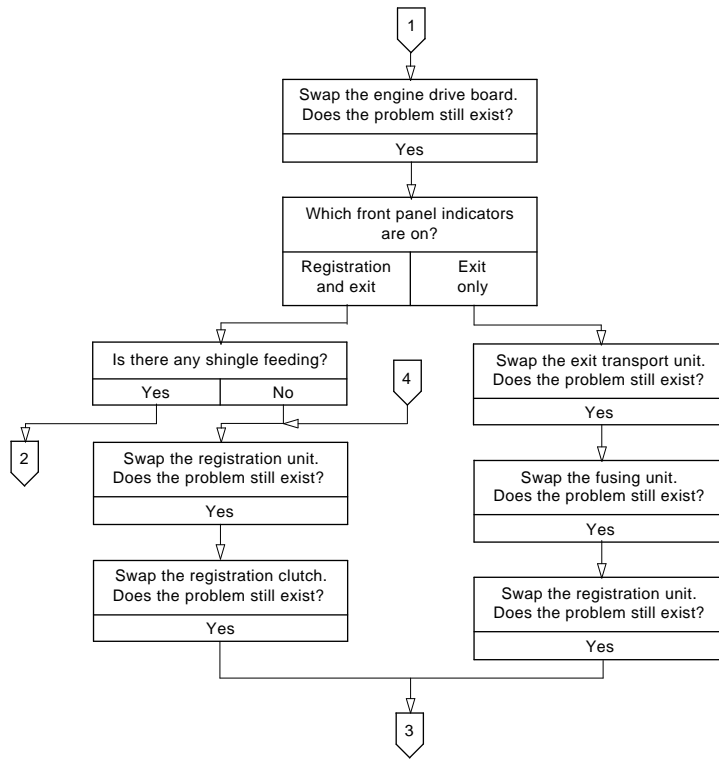 1
Swap the engine drive board.
Does the problem still exist?
Yes
Which front panel indicators
are on?
Registration
and exit
Exit
only
Is there any shingle feeding?
Yes
No
4
2
Swap the registration unit.
Does the problem still exist?
Yes
Swap the registration clutch.
Does the problem still exist?
Yes
Swap the exit transport unit.
Does the problem still exist?
Yes
Swap the fusing unit.
Does the problem still exist?
Yes
Swap the registration unit.
Does the problem still exist?
Yes
3